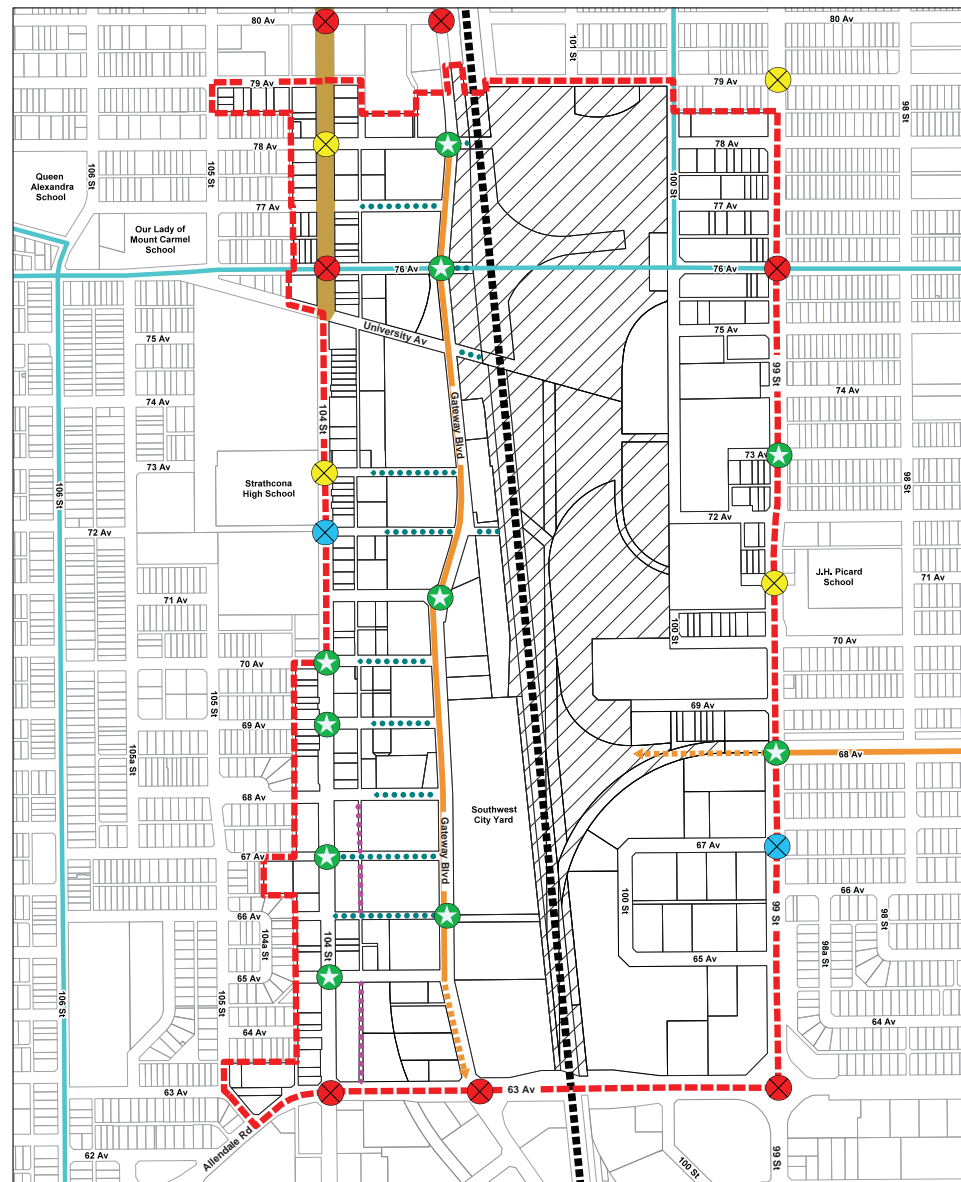 80 Av
80 Av
101 St
79 Av
79 Av
98 St
106 St
105 St
78 Av
78 Av
Queen
Alexandra
School
100 St
77 Av
77 Av
Our Lady of
Mount Carmel
School
76 Av
76 Av
University Av
75 Av
75 Av
99 St
74 Av
74 Av
104 St
Gateway Blvd
73 Av
73 Av
98 St
Strathcona
High School
106 St
72 Av
72 Av
J.H. Picard
School
71 Av
71 Av
100 St
70 Av
70 Av
105 St
69 Av
69 Av
105a St
68 Av
68 Av
Southwest
City Yard
Gateway Blvd
67 Av
67 Av
66 Av
100 St
99 St
98 St
66 Av
104a St
104 St
98a St
65 Av
65 Av
106 St
105 St
64 Av
64 Av
63 Av
63 Av
Allendale Rd
62 Av
99 St
100 St